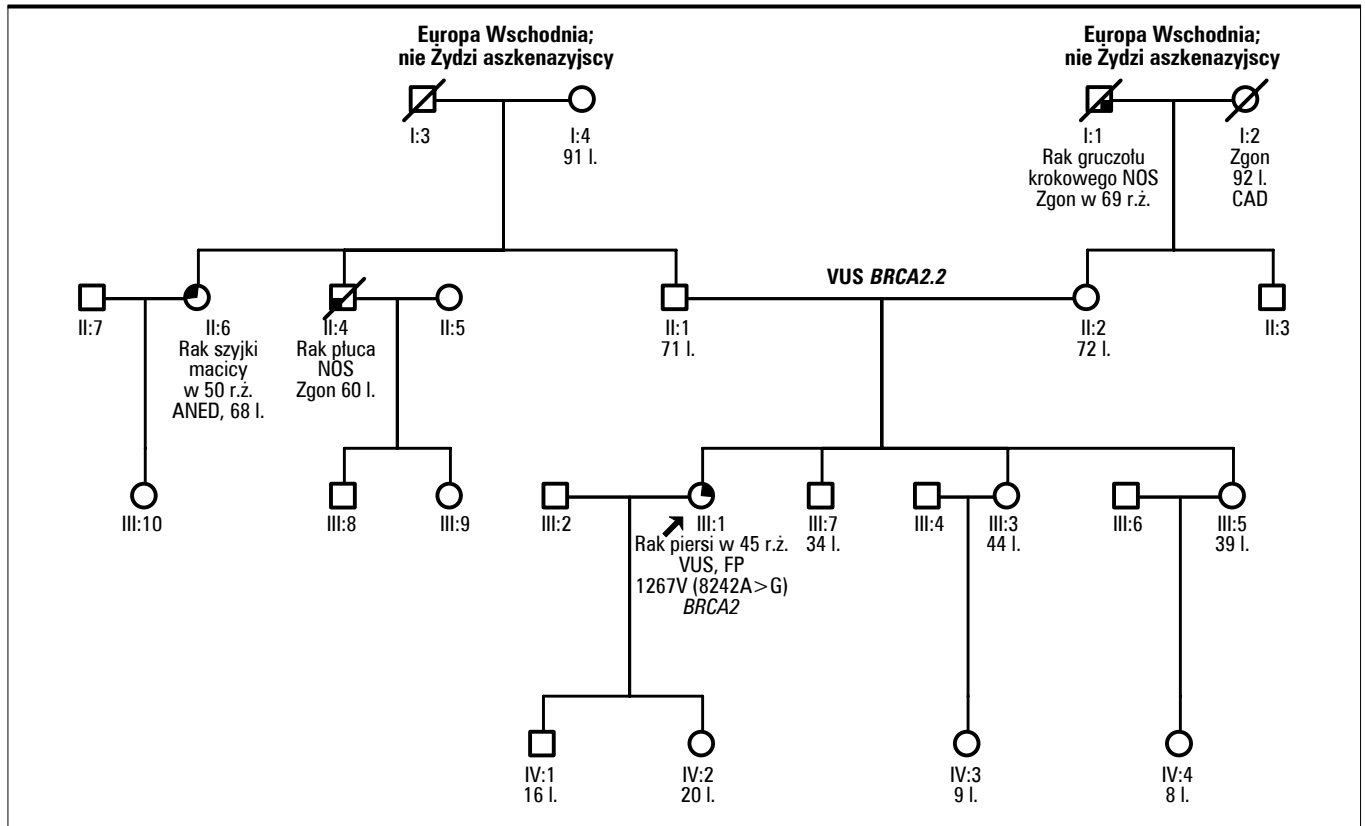 Europa Wschodnia;
nie Żydzi aszkenazyjscy
Europa Wschodnia;
nie Żydzi aszkenazyjscy
I:3
I:4
91 l.
I:1
Rak gruczołu
krokowego NOS
Zgon w 69 r.ż.
I:2
Zgon
92 l.
CAD
VUS BRCA2.2
II:7
II:6
Rak szyjki
macicy
w 50 r.ż.
ANED, 68 l.
II:4
Rak płuca
NOS
Zgon 60 l.
II:5
II:1
71 l.
II:2
72 l.
II:3
III:10
III:8
III:9
III:2
III:1
Rak piersi w 45 r.ż.
VUS, FP
1267V (8242A>G)
BRCA2
III:7
34 l.
III:4
III:3
44 l.
III:6
III:5
39 l.
IV:1
16 l.
IV:2
20 l.
IV:3
9 l.
IV:4
8 l.